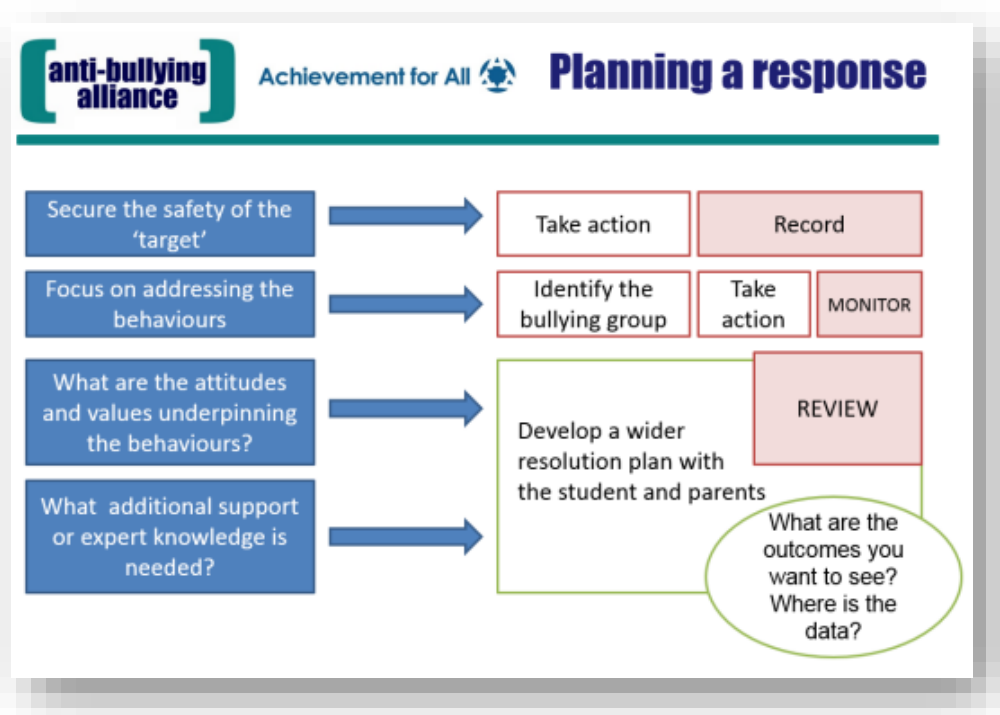 anti-bullying
alliance
Achievement for All
Planning a response
Secure the safety of the
‘target’
Take action
Record
Focus on addressing the
behaviours
Identify the
bullying group
Take
action
MONITOR
What are the attitudes
and values underpinning
the behaviours?
REVIEW
Develop a wider
resolution plan with
the student and parents
What  additional support
or expert knowledge is
needed?
What are the
outcomes you
want to see?
Where is the
data?